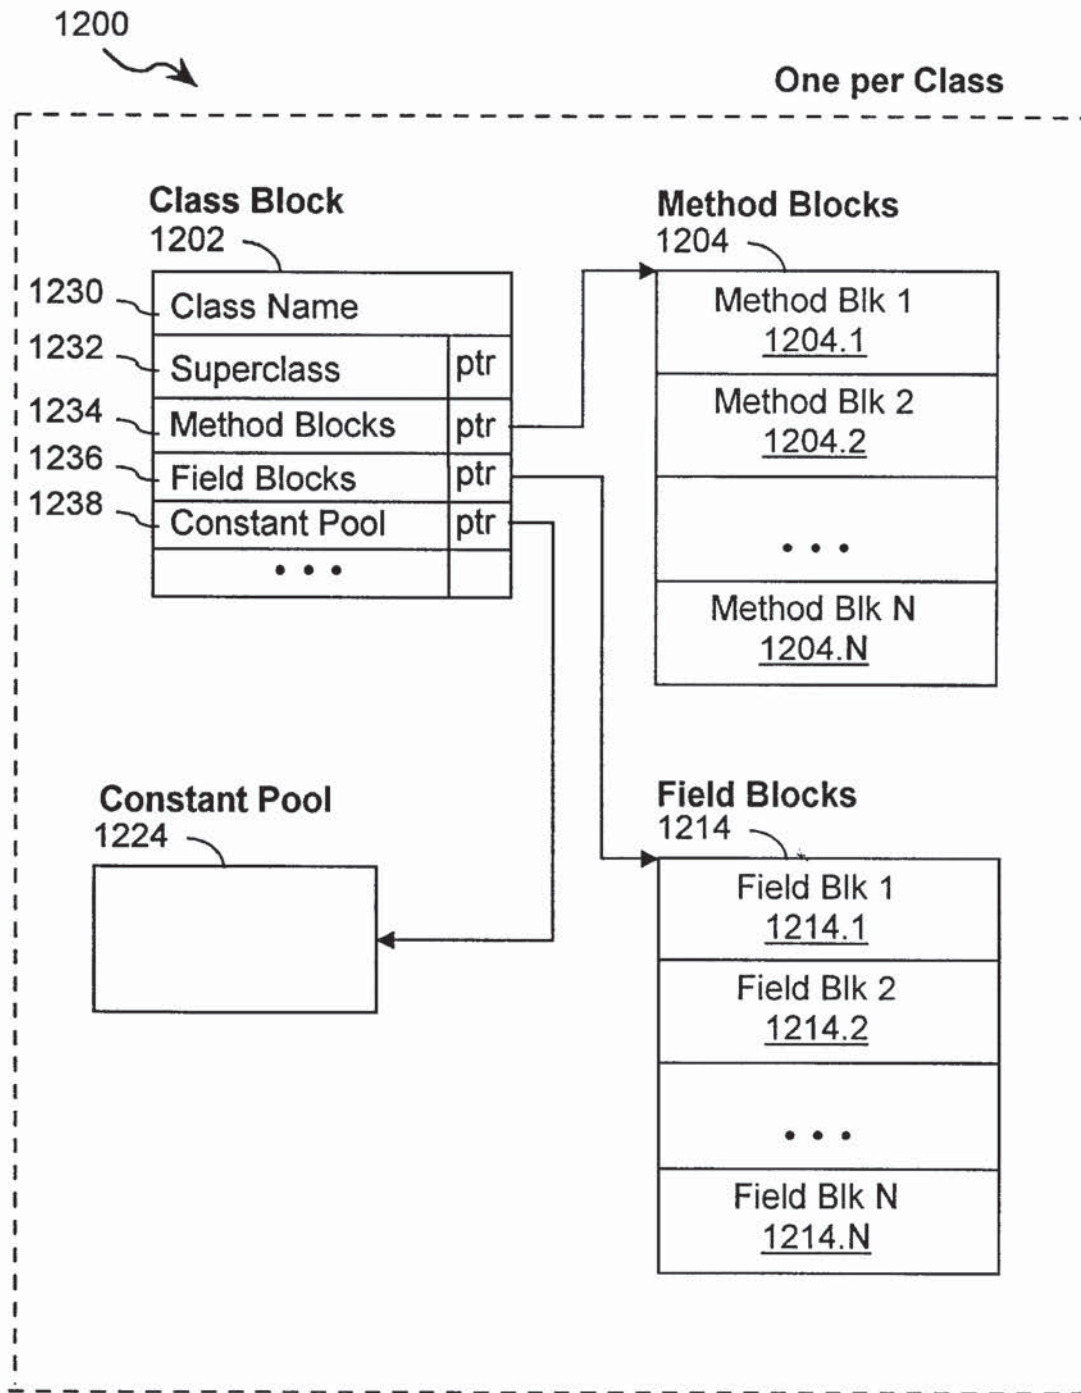 1200
One per Class
Class Block
1202
1230
Class Name
1232
Superclass ptr
1234
Method Blocks ptr
1236
Field Blocks ptr
1238
Constant Pool ptr
• • •
Method Blocks
1204
Method Blk 1
1204.1
Method Blk 2
1204.2
• • •
Method Blk N
1204.N
Constant Pool
1224
Field Blocks
1214
Field Blk 1
1214.1
Field Blk 2
1214.2
• • •
Field Blk N
1214.N